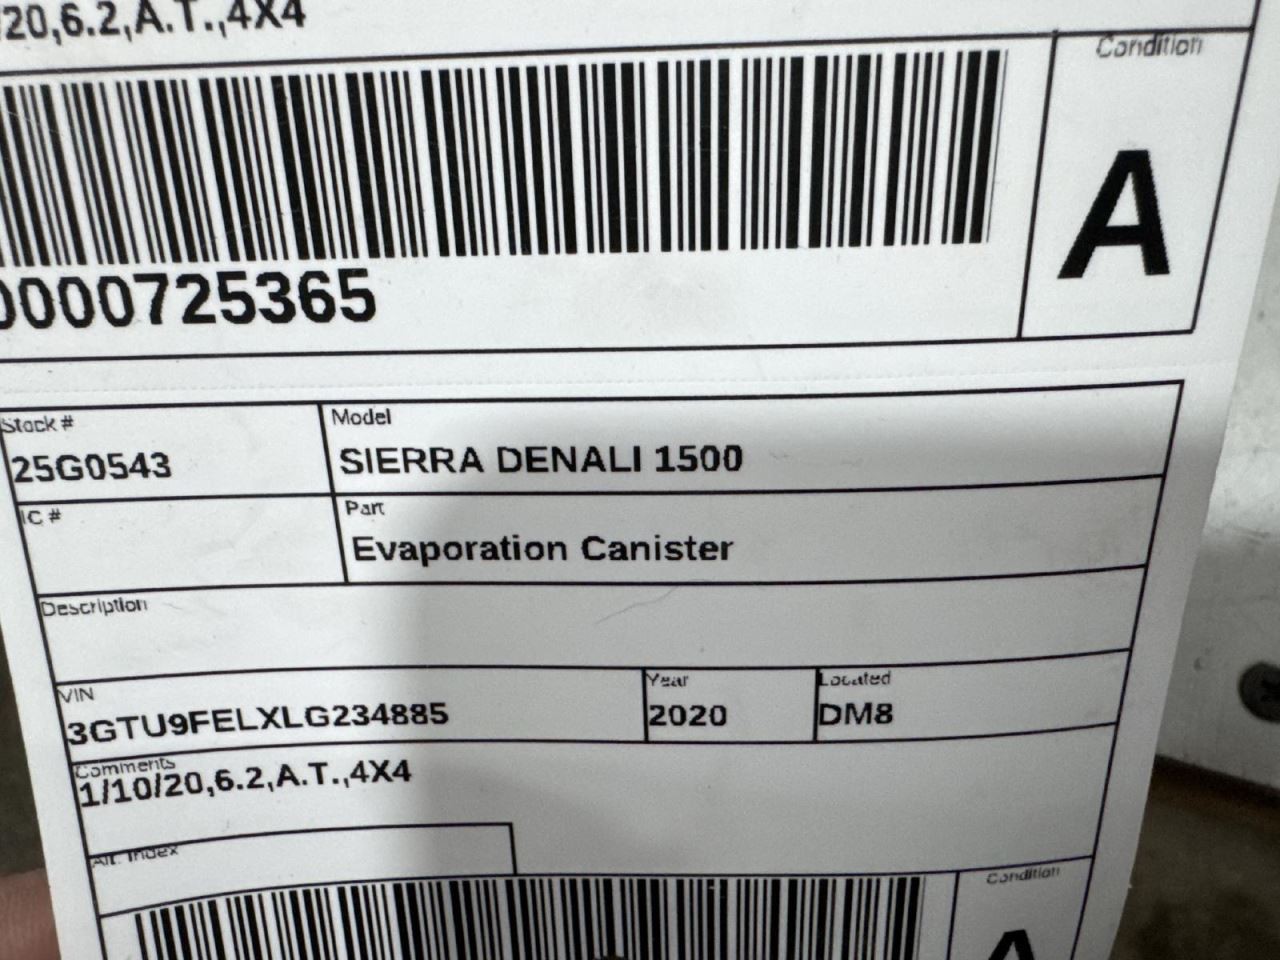 /20,6.2,A.T.,4X4
Condition
A
0000725365
Stock #
25G0543
Model
SIERRA DENALI 1500
IC #
Part
Evaporation Canister
Description
VIN
3GTU9FELXLG234885
Year
2020
Located
DM8
Comments
1/10/20,6.2,A.T.,4X4
Alt. Index
Condition
A